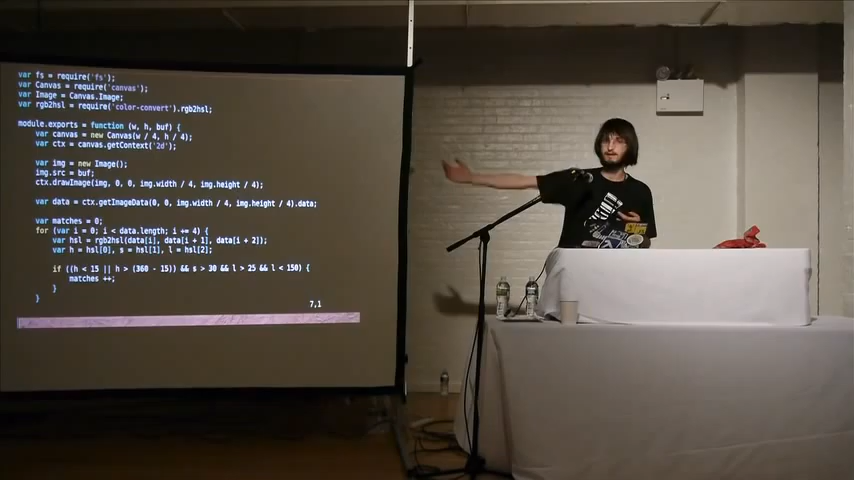 var fs = require('fs');
var Canvas = require('canvas');
var Image = Canvas.Image;
var rgb2hsl = require('color-convert').rgb2hsl;
module.exports = function (w, h, buf) {
var canvas = new Canvas(w / 4, h / 4);
var ctx = canvas.getContext('2d');
var img = new Image();
img.src = buf;
ctx.drawImage(img, 0, 0, img.width / 4, img.height / 4);
var data = ctx.getImageData(0, 0, img.width / 4, img.height / 4).data;
var matches = 0;
for (var i = 0; i < data.length; i += 4) {
var hsl = rgb2hsl(data[i], data[i + 1], data[i + 2]);
var h = hsl[0], s = hsl[1], l = hsl[2];
if ((h < 15 || h > (360 - 15)) && s > 30 && l > 25 && l < 150) {
matches ++;
}
}
7,1